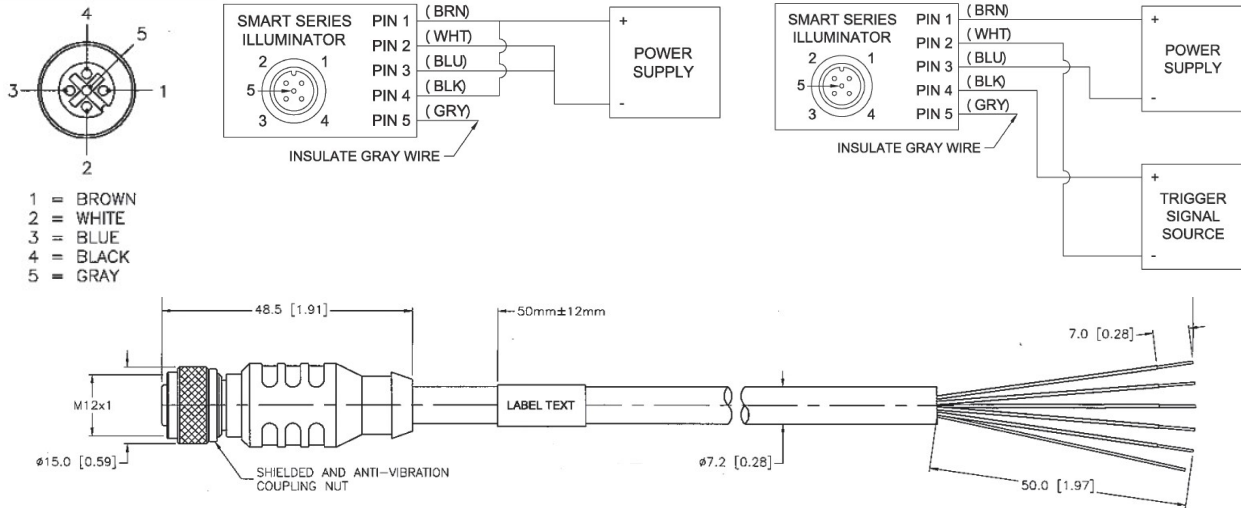 4
5
3
1
2
1 = BROWN
2 = WHITE
3 = BLUE
4 = BLACK
5 = GRAY
SMART SERIES
ILLUMINATOR
2 1
5
3 4
PIN 1 (BRN)
PIN 2 (WHT)
PIN 3 (BLU)
PIN 4 (BLK)
PIN 5 (GRY)
INSULATE GRAY WIRE
+
POWER
SUPPLY
-
SMART SERIES
ILLUMINATOR
2 1
5
3 4
PIN 1 (BRN)
PIN 2 (WHT)
PIN 3 (BLU)
PIN 4 (BLK)
PIN 5 (GRY)
INSULATE GRAY WIRE
+
POWER
SUPPLY
-
+
TRIGGER
SIGNAL
SOURCE
-
48.5 [1.91]
50mm±12mm
7.0 [0.28]
M12x1
LABEL TEXT
ø15.0 [0.59]
SHIELDED AND ANTI-VIBRATION
COUPLING NUT
ø7.2 [0.28]
50.0 [1.97]